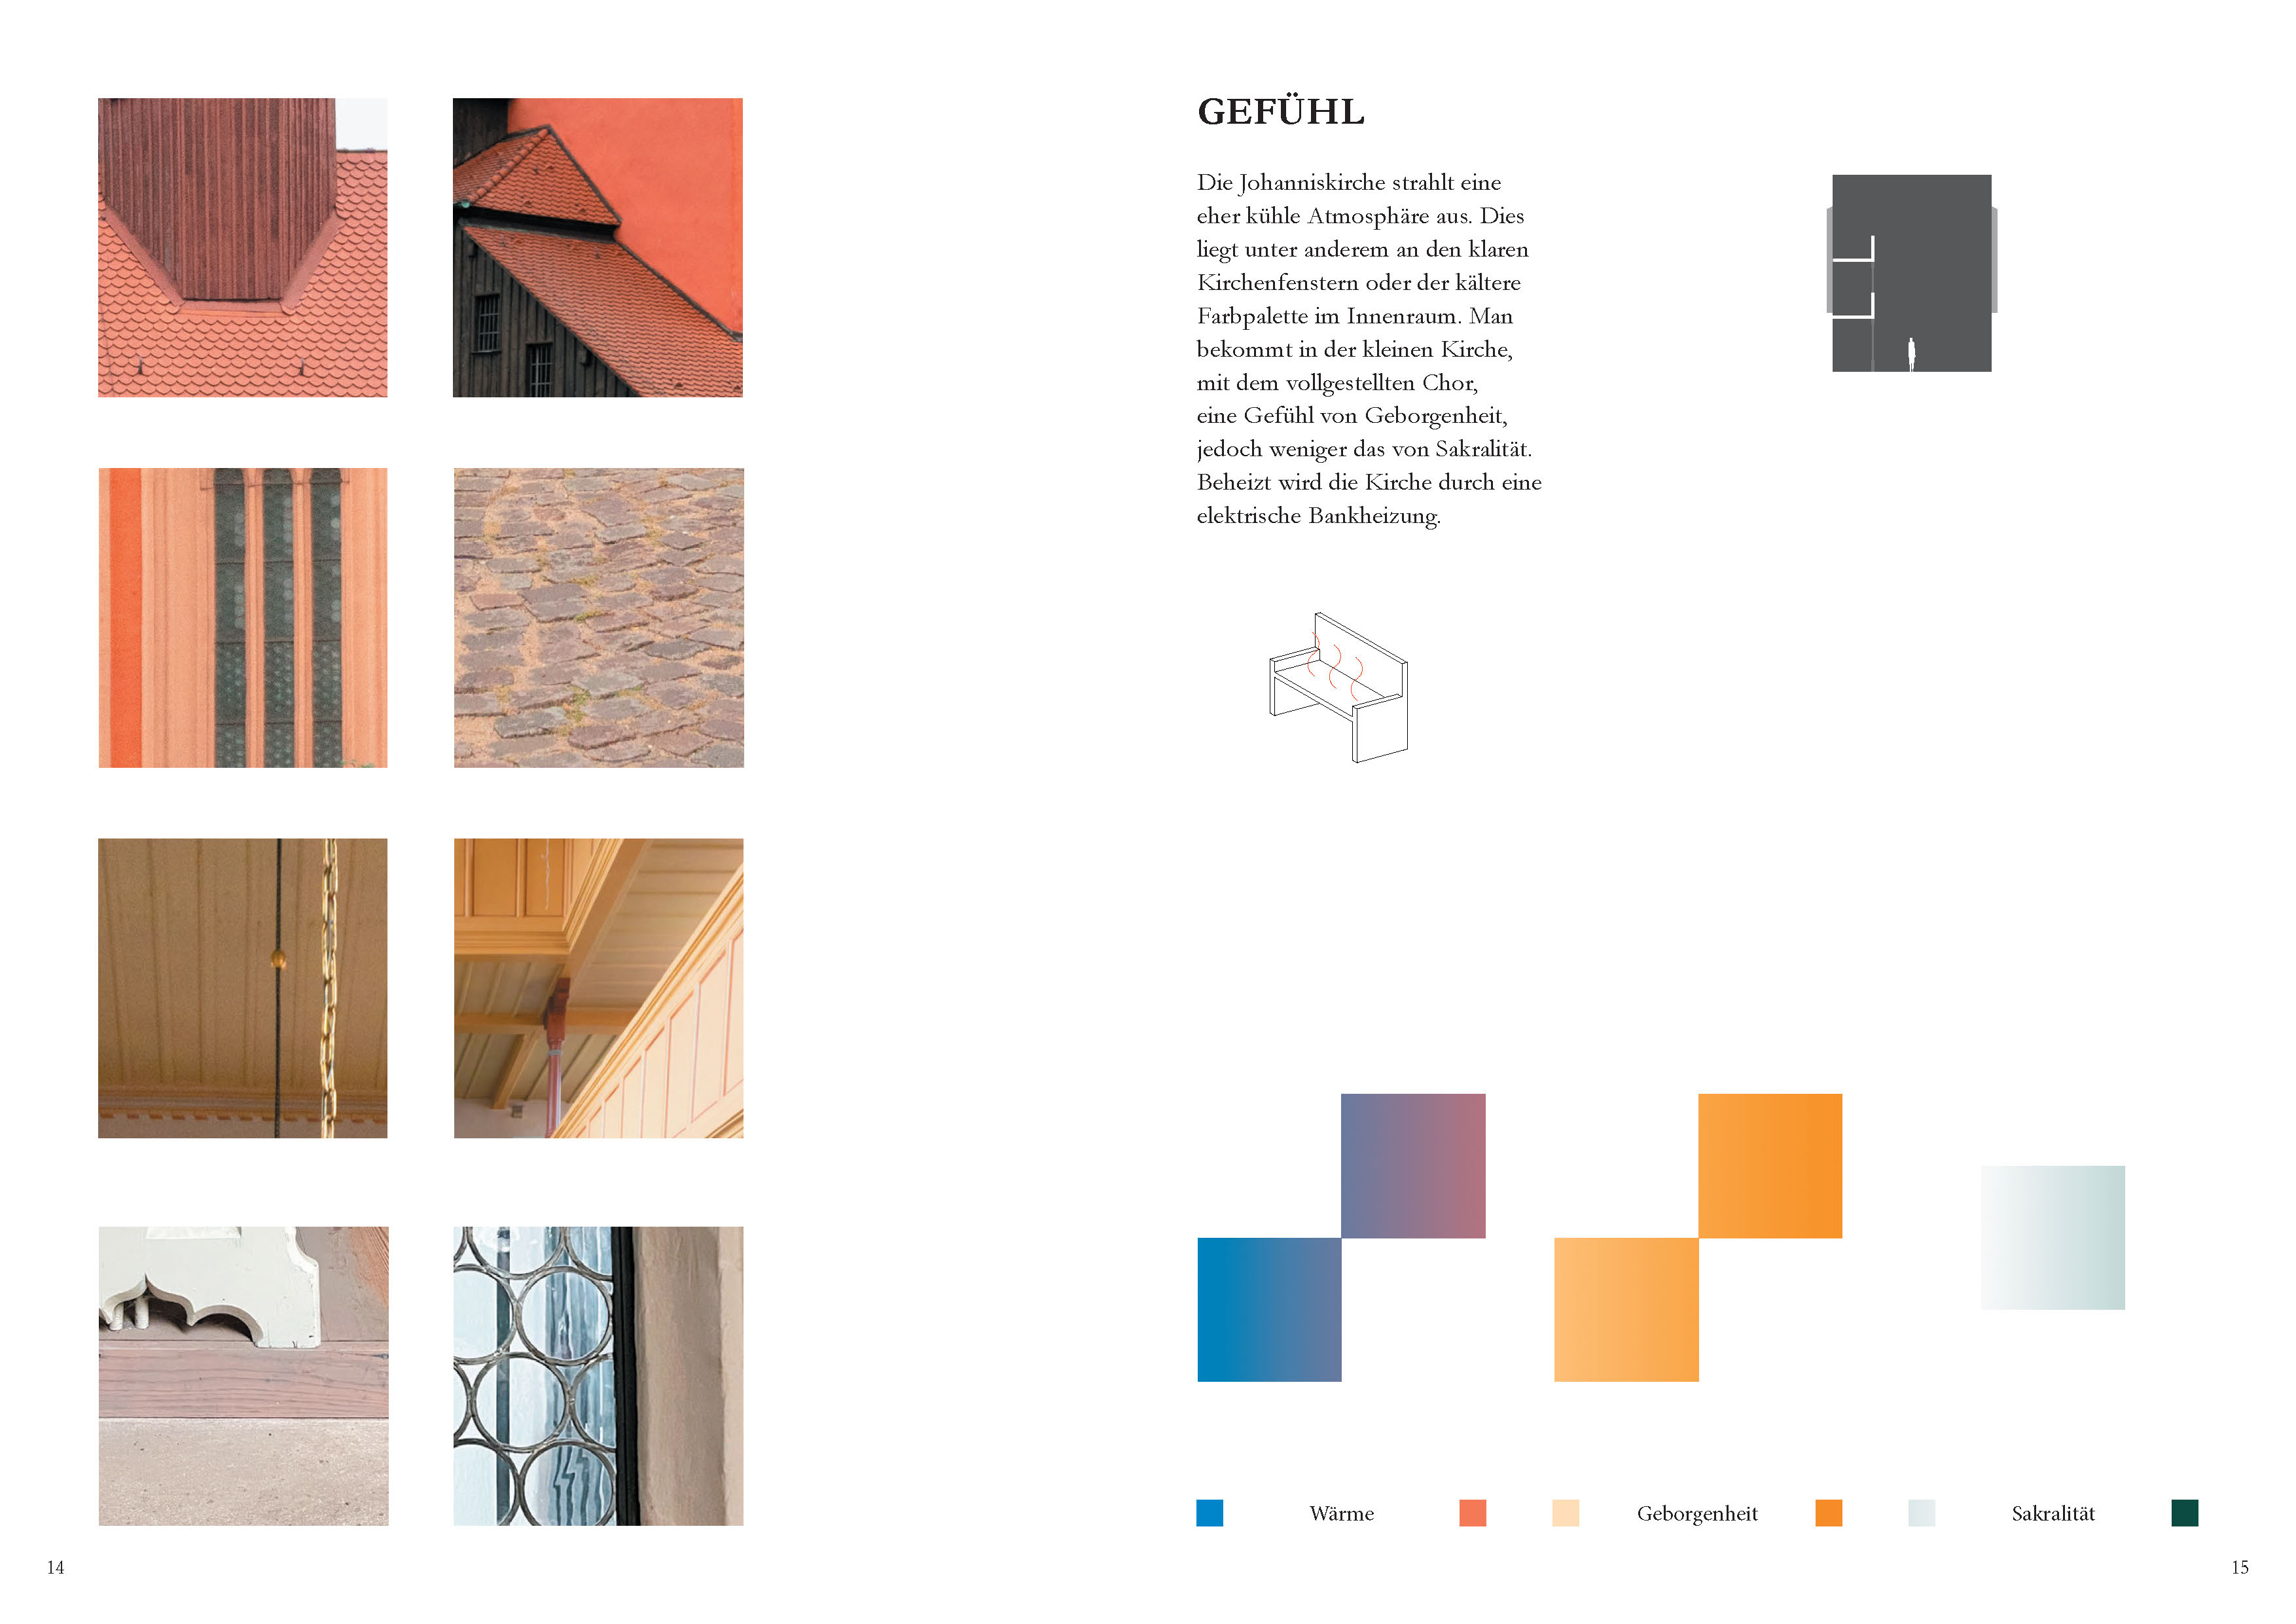 GEFÜHL
Die Johanniskirche strahlt eine
eher kühle Atmosphäre aus. Dies
liegt unter anderem an den klaren
Kirchenfenstern oder der kältere
Farbpalette im Innenraum. Man
bekommt in der kleinen Kirche,
mit dem vollgestellten Chor,
eine Gefühl von Geborgenheit,
jedoch weniger das von Sakralität.
Beheizt wird die Kirche durch eine
elektrische Bankheizung.
Wärme
Geborgenheit
Sakralität
14
15